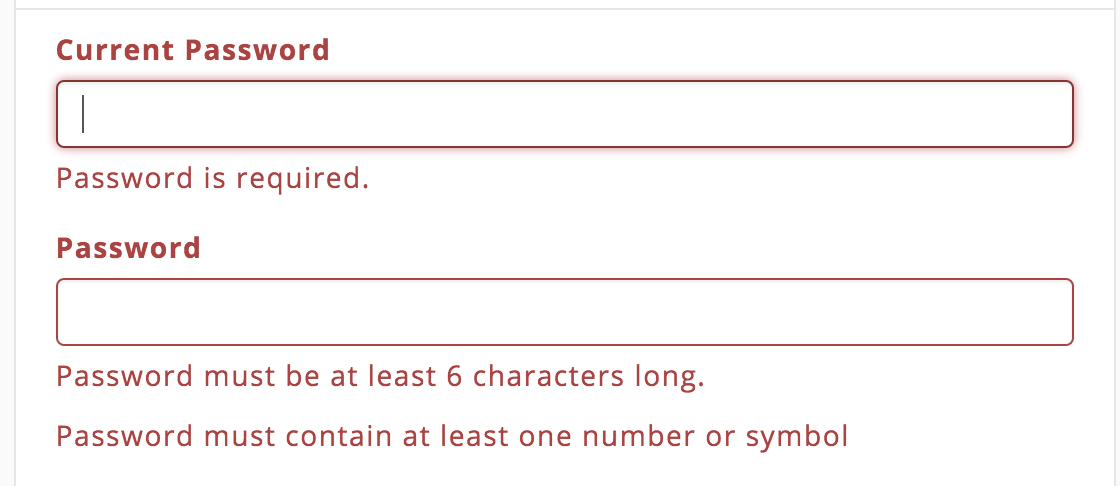 Current Password
Password is required.
Password
Password must be at least 6 characters long.
Password must contain at least one number or symbol